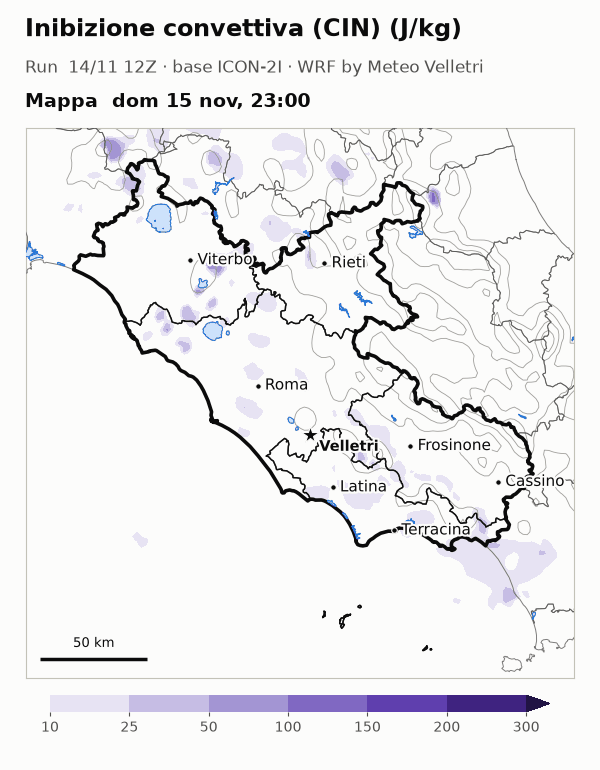 Inibizione convettiva (CIN) (J/kg)
Run  14/11 12Z · base ICON-2I · WRF by Meteo Velletri
Mappa  dom 15 nov, 23:00
Viterbo
Rieti
Roma
Velletri
Frosinone
Cassino
Latina
Terracina
50 km
10 25 50 100 150 200 300